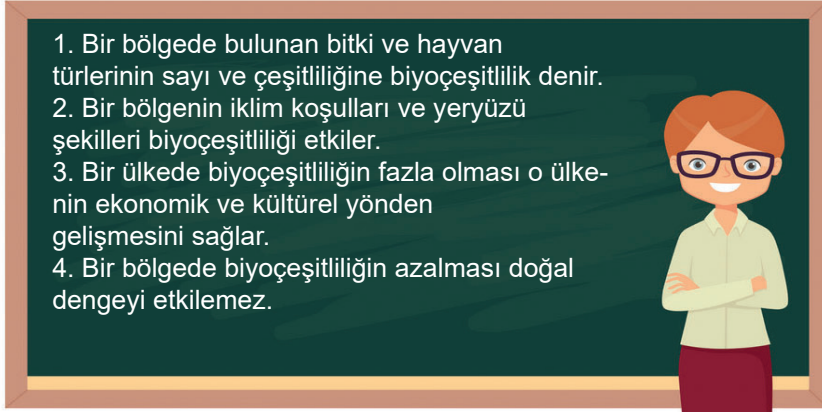 1. Bir bölgede bulunan bitki ve hayvan
türlerinin sayı ve çeşitliliğine biyoçeşitlilik denir.
2. Bir bölgenin iklim koşulları ve yeryüzü
şekilleri biyoçeşitliliği etkiler.
3. Bir ülkede biyoçeşitliliğin fazla olması o ülke-
nin ekonomik ve kültürel yönden
gelişmesini sağlar.
4. Bir bölgede biyoçeşitliliğin azalması doğal
dengeyi etkilemez.